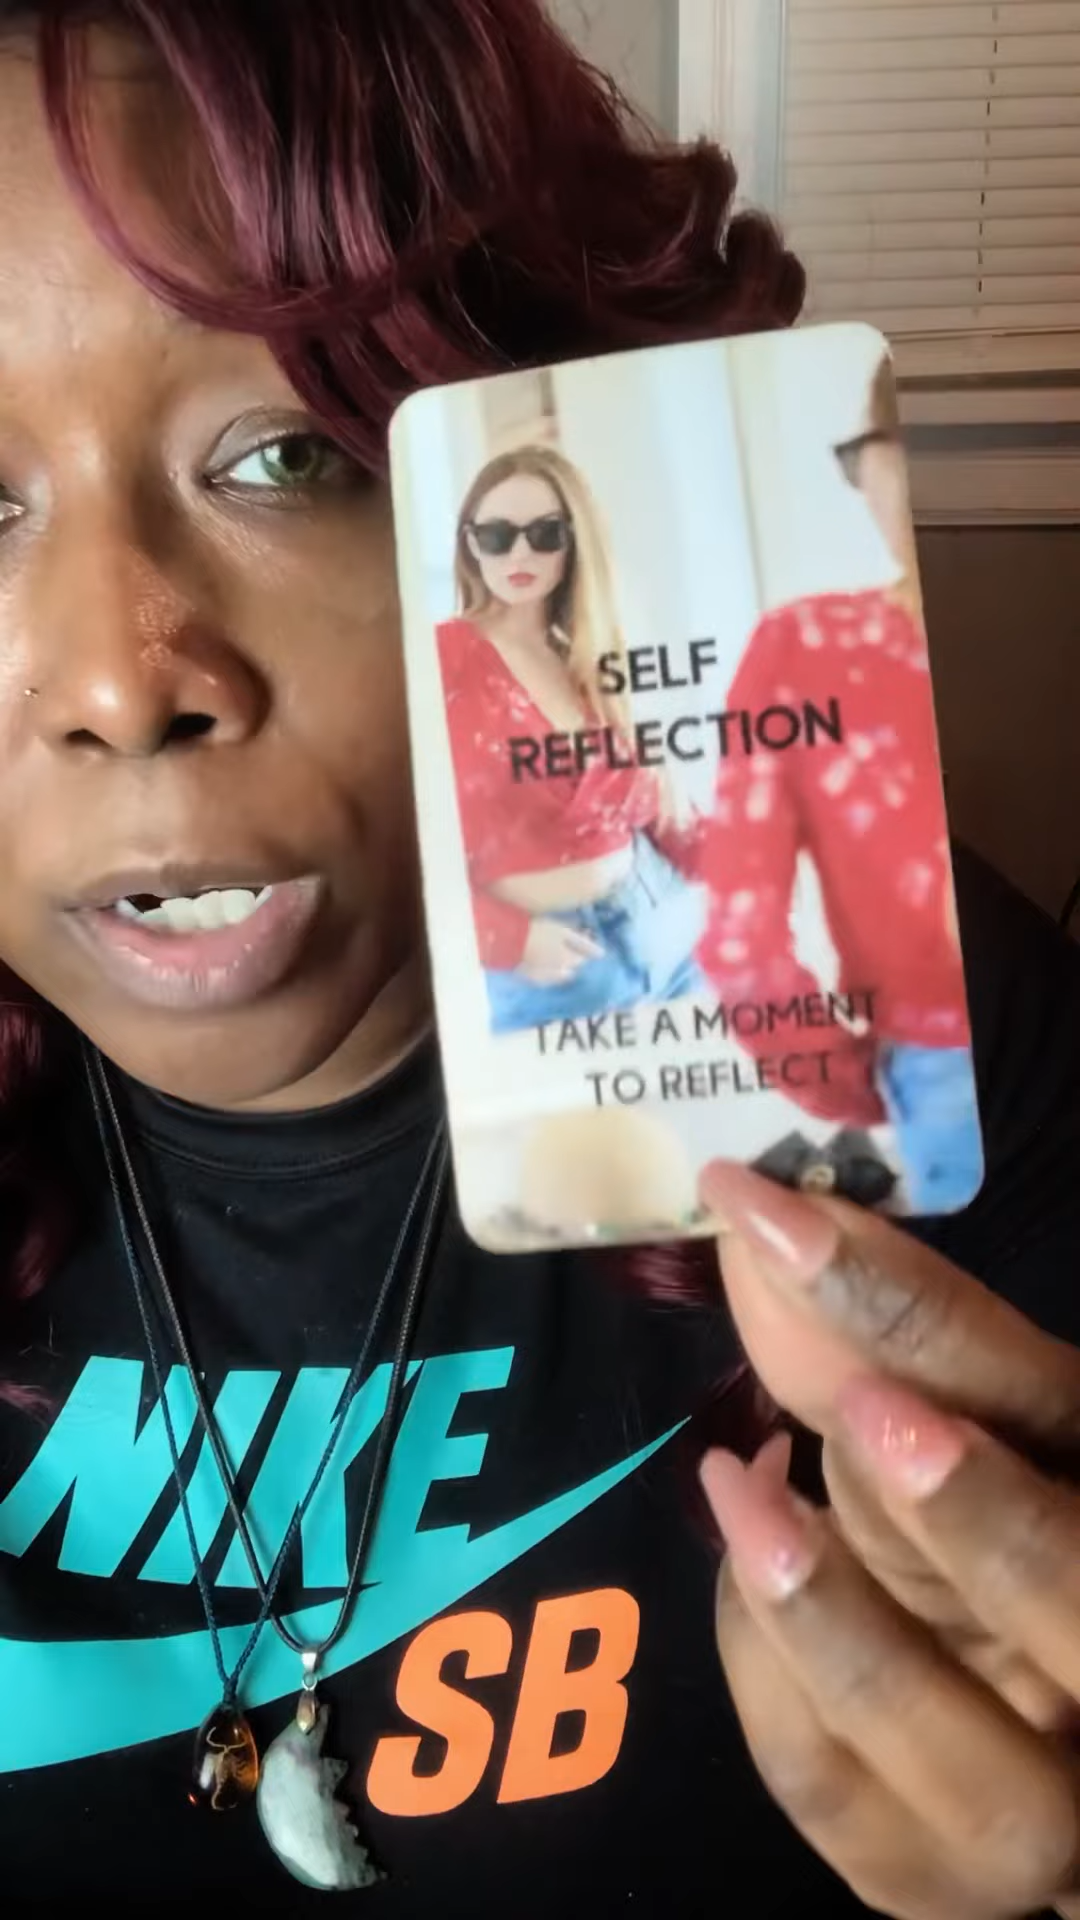 SELF
REFLECTION
TAKE A MOMENT
TO REFLECT
NIKE
SB